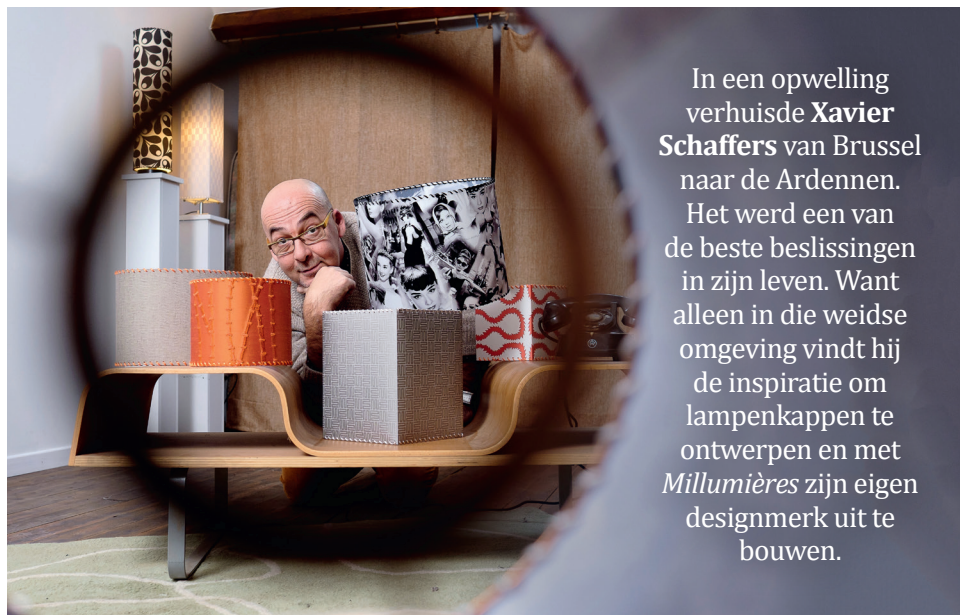 In een opwelling
verhuisde Xavier
Schaffers van Brussel
naar de Ardennen.
Het werd een van
de beste beslissingen
in zijn leven. Want
alleen in die weidse
omgeving vindt hij
de inspiratie om
lampenkappen te
ontwerpen en met
Millumières zijn eigen
designmerk uit te
bouwen.